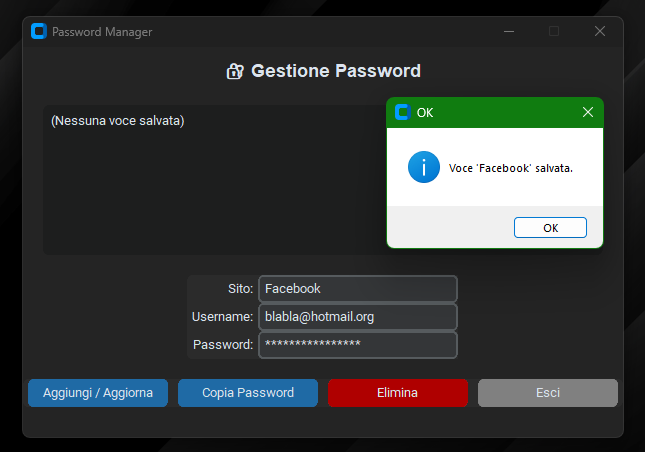 Password Manager
Gestione Password
(Nessuna voce salvata)
OK
Voce 'Facebook' salvata.
OK
Sito: Facebook
Username: blabla@hotmail.org
Password: ****************
Aggiungi / Aggiorna Copia Password Elimina Esci